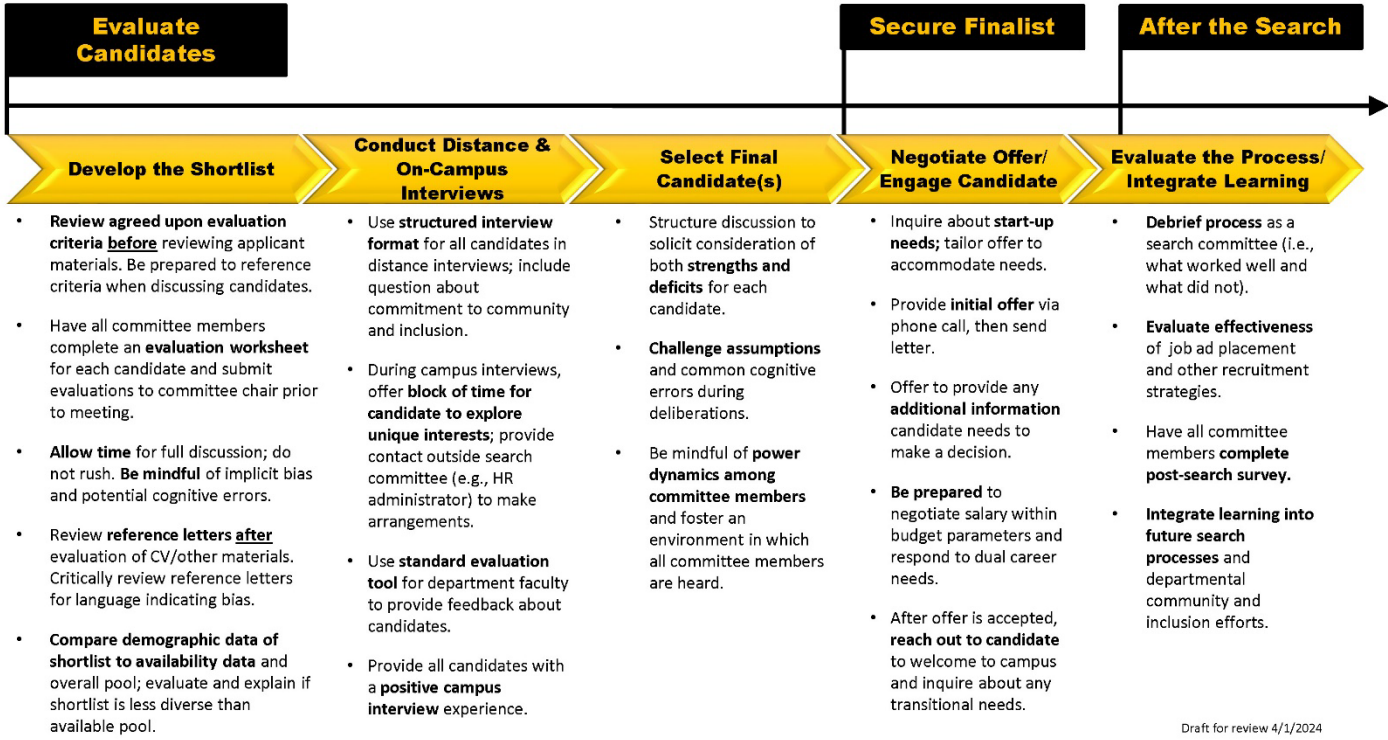 Evaluate
Candidates
Secure Finalist
After the Search
Develop the Shortlist
Conduct Distance &
On-Campus
Interviews
Select Final
Candidate(s)
Negotiate Offer/
Engage Candidate
Evaluate the Process/
Integrate Learning
• Review agreed upon evaluation
criteria before reviewing applicant
materials. Be prepared to reference
criteria when discussing candidates.
• Have all committee members
complete an evaluation worksheet
for each candidate and submit
evaluations to committee chair prior
to meeting.
• Allow time for full discussion; do
not rush. Be mindful of implicit bias
and potential cognitive errors.
• Review reference letters after
evaluation of CV/other materials.
Critically review reference letters
for language indicating bias.
• Compare demographic data of
shortlist to availability data and
overall pool; evaluate and explain if
shortlist is less diverse than
available pool.
• Use structured interview
format for all candidates in
distance interviews; include
question about
commitment to community
and inclusion.
• During campus interviews,
offer block of time for
candidate to explore
unique interests; provide
contact outside search
committee (e.g., HR
administrator) to make
arrangements.
• Use standard evaluation
tool for department faculty
to provide feedback about
candidates.
• Provide all candidates with
a positive campus
interview experience.
• Structure discussion to
solicit consideration of
both strengths and
deficits for each
candidate.
• Challenge assumptions
and common cognitive
errors during
deliberations.
• Be mindful of power
dynamics among
committee members
and foster an
environment in which
all committee members
are heard.
• Inquire about start-up
needs; tailor offer to
accommodate needs.
• Provide initial offer via
phone call, then send
letter.
• Offer to provide any
additional information
candidate needs to
make a decision.
• Be prepared to
negotiate salary within
budget parameters and
respond to dual career
needs.
• After offer is accepted,
reach out to candidate
to welcome to campus
and inquire about any
transitional needs.
• Debrief process as a
search committee (i.e.,
what worked well and
what did not).
• Evaluate effectiveness
of job ad placement
and other recruitment
strategies.
• Have all committee
members complete
post-search survey.
• Integrate learning into
future search
processes and
departmental
community and
inclusion efforts.
Draft for review 4/1/2024